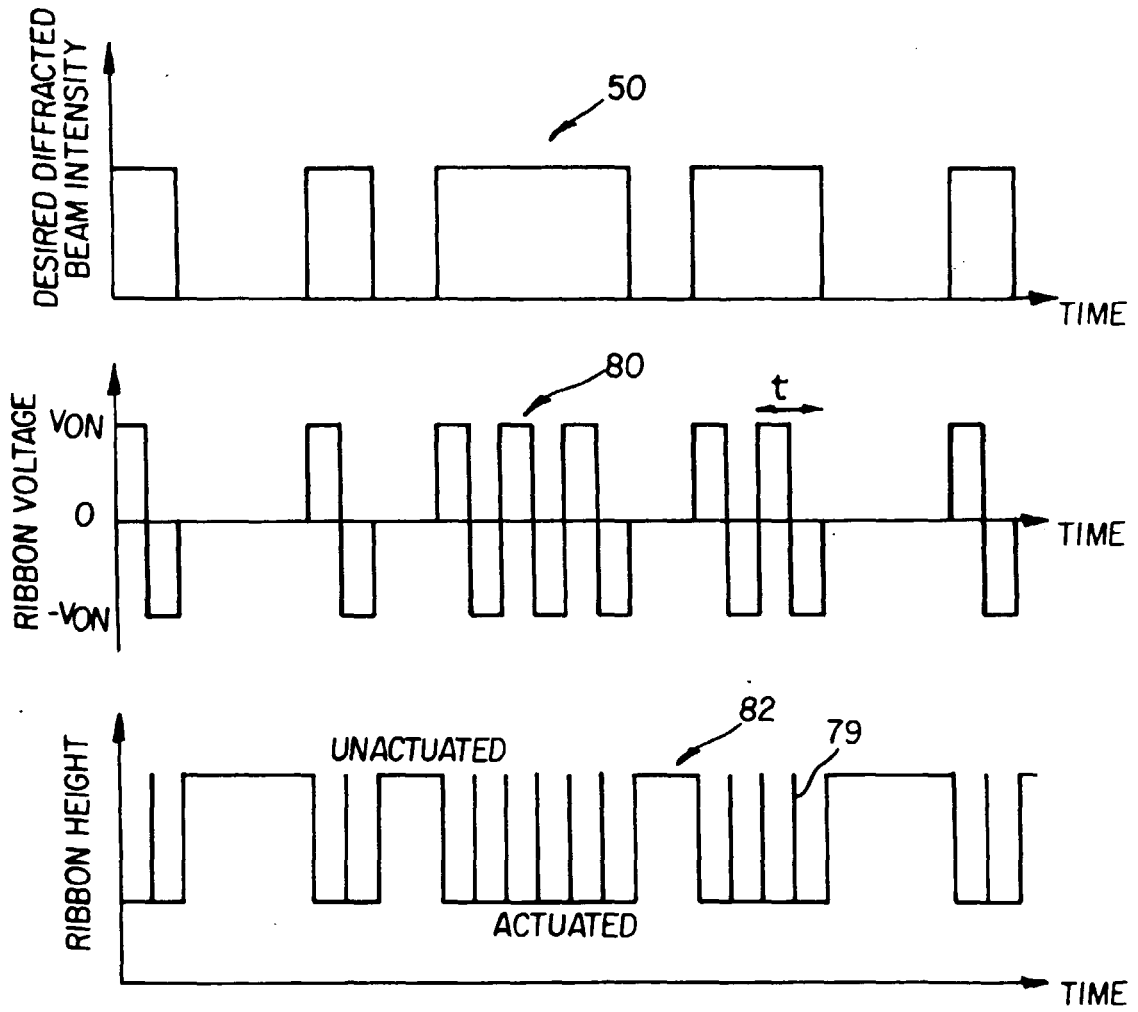 DESIRED DIFFRACTED
BEAM INTENSITY
50
TIME
RIBBON VOLTAGE
VON
0
-VON
80
t
TIME
RIBBON HEIGHT
UNACTUATED
82
79
ACTUATED
TIME